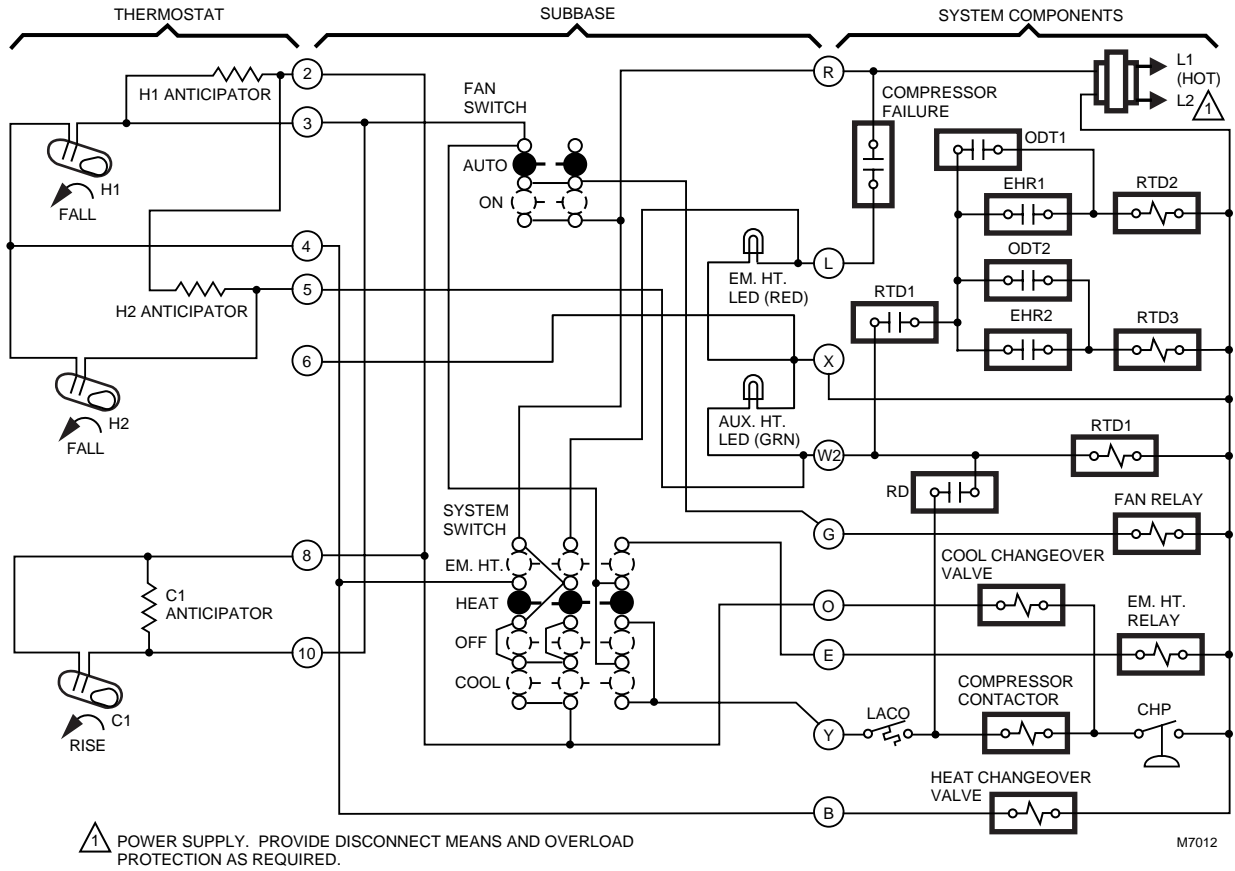 THERMOSTAT
SUBBASE
SYSTEM COMPONENTS
2
H1 ANTICIPATOR
3
H1
FALL
4
5
H2 ANTICIPATOR
6
H2
FALL
8
C1
ANTICIPATOR
10
C1
RISE
FAN
SWITCH
AUTO
ON
EM. HT.
LED (RED)
AUX. HT.
LED (GRN)
SYSTEM
SWITCH
EM. HT.
HEAT
OFF
COOL
R
L
X
W2
G
O
E
Y
B
L1
(HOT)
L2
1
COMPRESSOR
FAILURE
ODT1
EHR1
RTD2
ODT2
RTD1
EHR2
RTD3
RTD1
RD
FAN RELAY
COOL CHANGEOVER
VALVE
EM. HT.
RELAY
COMPRESSOR
CONTACTOR
LACO
CHP
HEAT CHANGEOVER
VALVE
1 POWER SUPPLY. PROVIDE DISCONNECT MEANS AND OVERLOAD
PROTECTION AS REQUIRED.
M7012